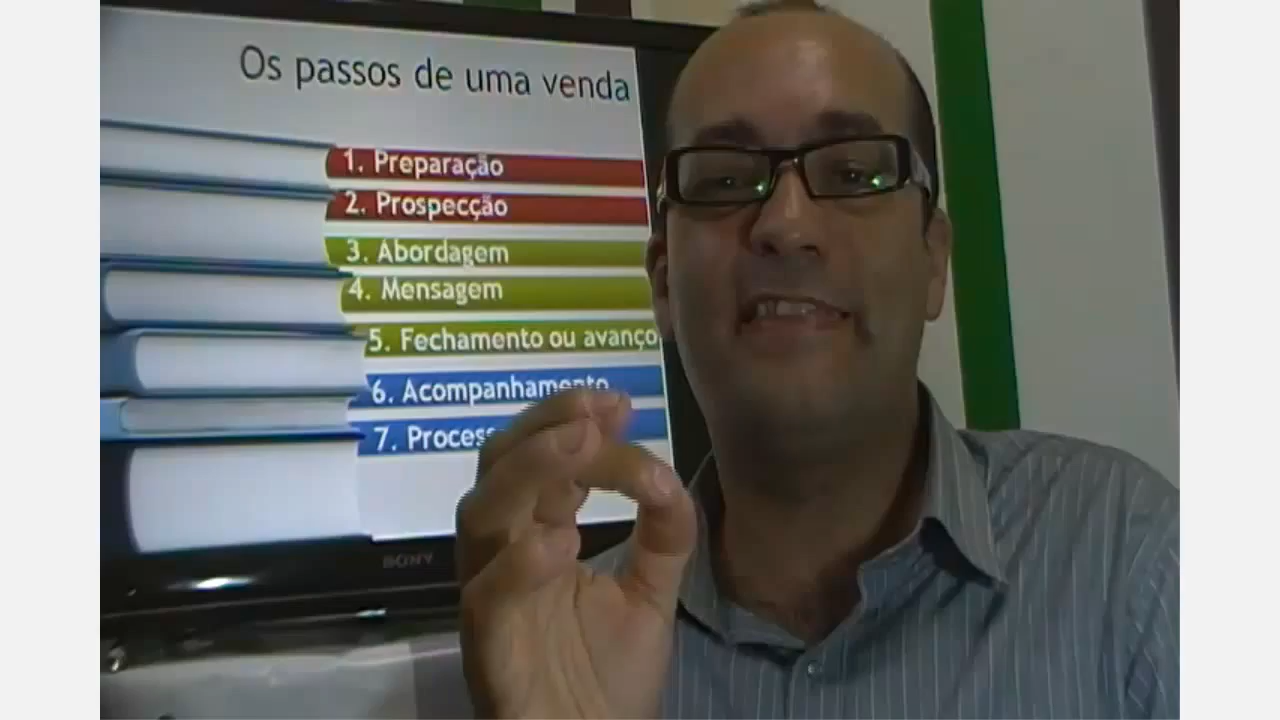 Os passos de uma venda
1. Preparação
2. Prospecção
3. Abordagem
4. Mensagem
5. Fechamento ou avanço
6. Acompanhamento
7.
SONY